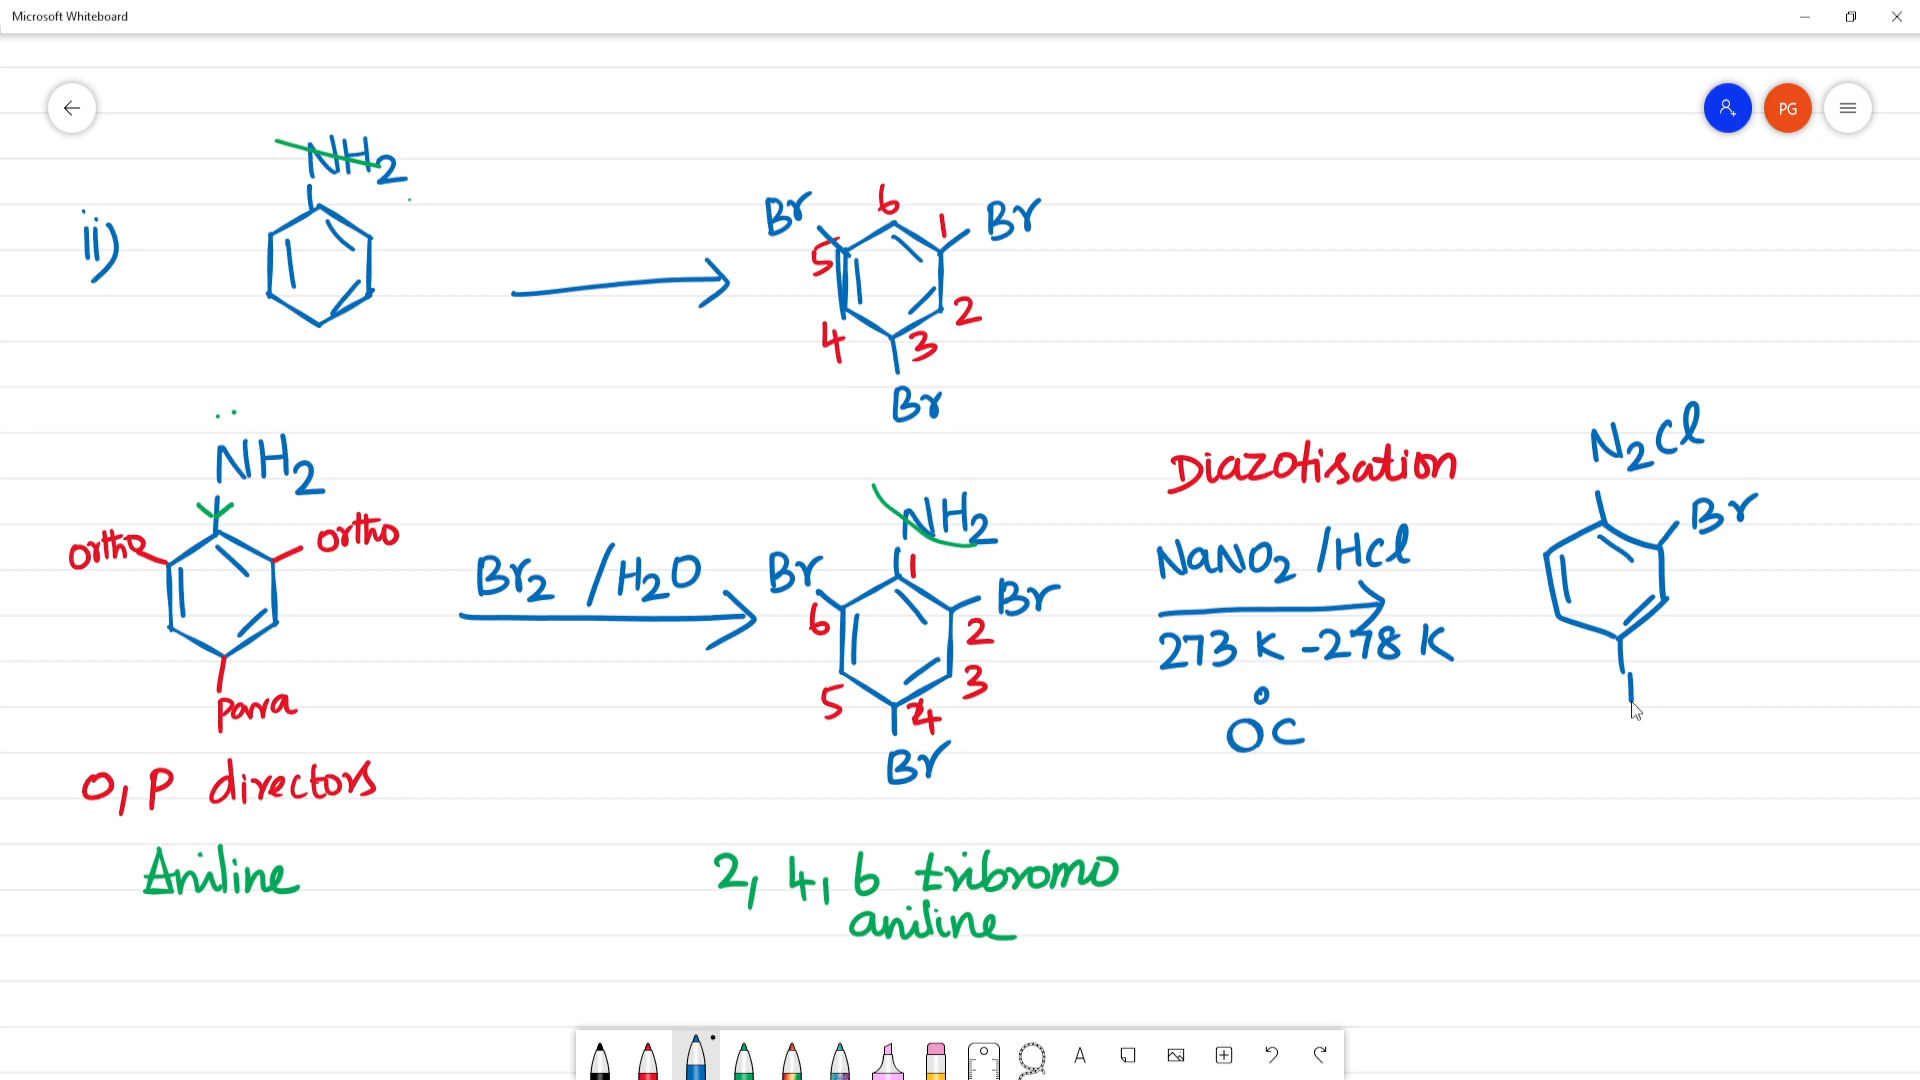 Microsoft Whiteboard
PG
ii)
NH2
Br
6
1
Br
5
2
4
3
Br
NH2
ortho
ortho
para
Br2 /H2O
NH2
1
Br
Br
6
2
3
5
4
Br
Diazotisation
NaNO2 /HCl
273 K -278 K
0°C
N2Cl
Br
O, P directors
Aniline
2, 4, 6 tribromo
aniline
A